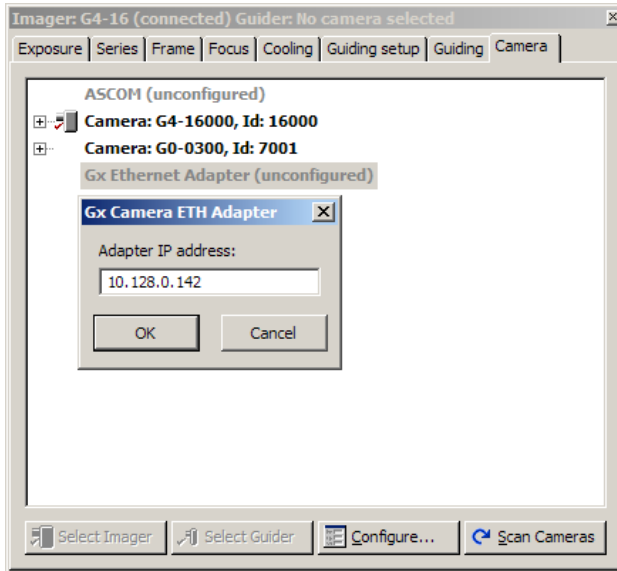 Imager: G4-16 (connected) Guider: No camera selected
Exposure Series Frame Focus Cooling Guiding setup Guiding Camera
ASCOM (unconfigured)
Camera: G4-16000, Id: 16000
Camera: G0-0300, Id: 7001
Gx Ethernet Adapter (unconfigured)
Gx Camera ETH Adapter
Adapter IP address:
10.128.0.142
OK Cancel
Select Imager Select Guider Configure... Scan Cameras